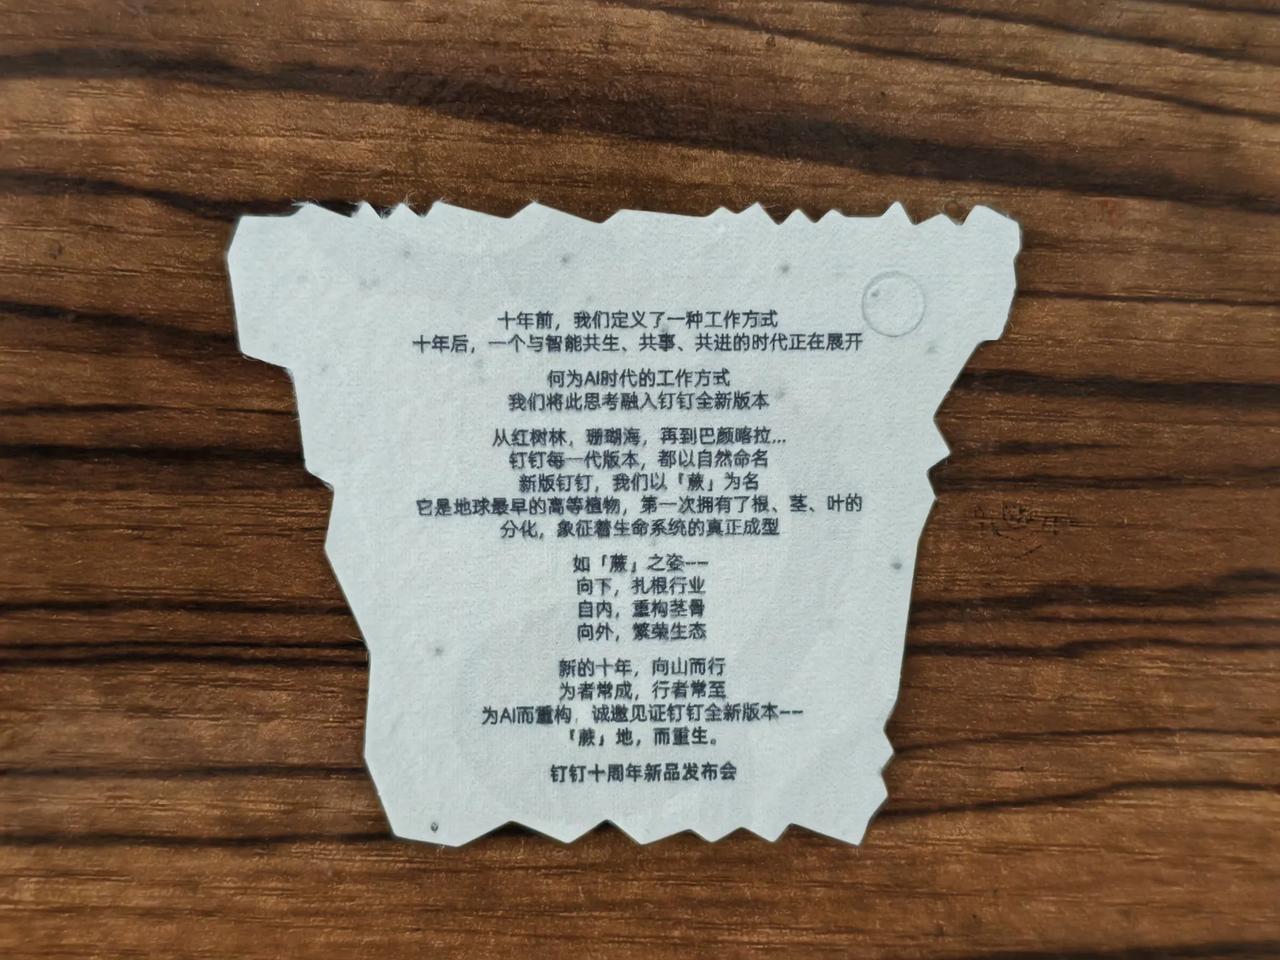 十年前，我们定义了一种工作方式
十年后，一个与智能共生、共事、共进的时代正在展开
何为AI时代的工作方式
我们将此思考融入钉钉全新版本
从红树林，珊瑚海，再到巴颜喀拉...
钉钉每一代版本，都以自然命名
新版钉钉，我们以「蕨」为名
它是地球最早的高等植物，第一次拥有了根、茎、叶的
分化，象征着生命系统的真正成型
如「蕨」之姿——
向下，扎根行业
自内，重构茎骨
向外，繁荣生态
新的十年，向山而行
为者常成，行者常至
为AI而重构，诚邀见证钉钉全新版本——
「蕨」地，而重生。
钉钉十周年新品发布会